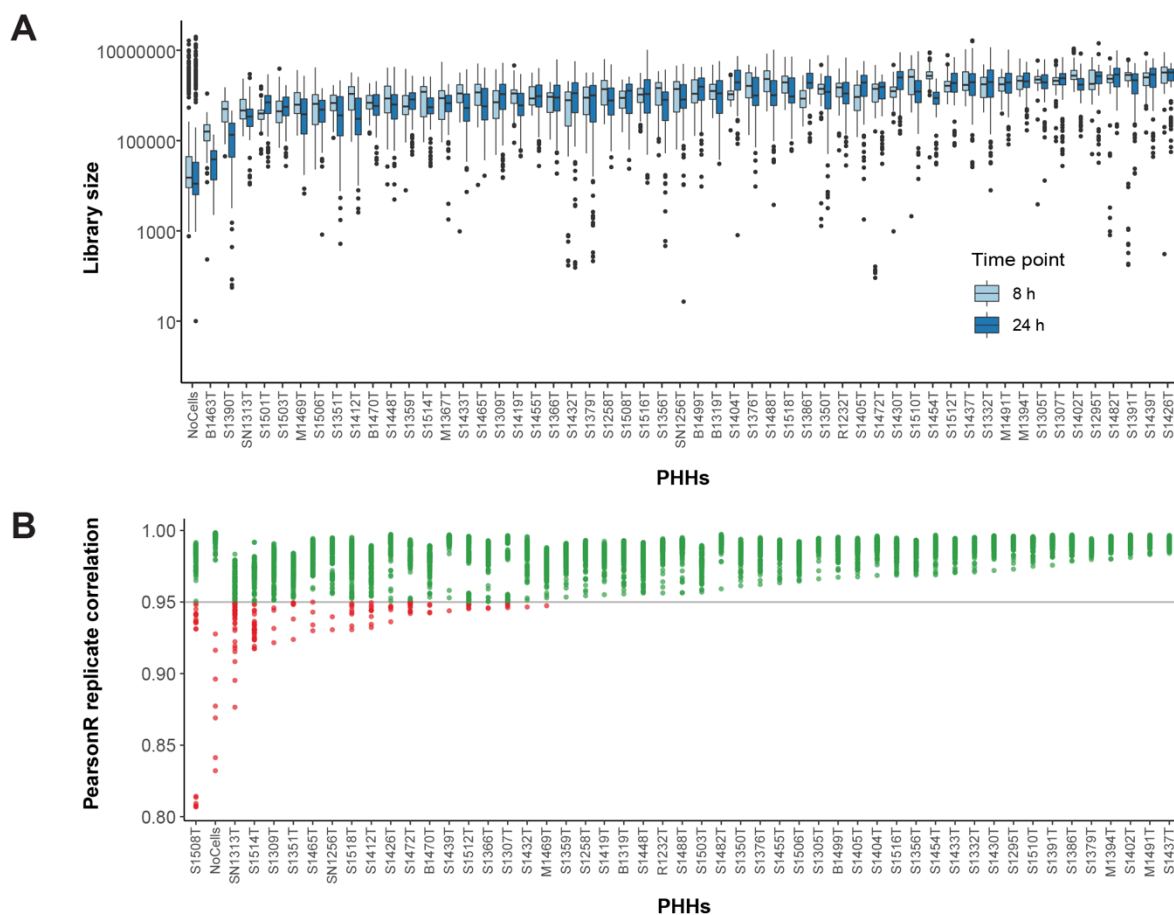 A
Library size
10000000
100000
1000
10
Time point
8 h
24 h
NoCells
B1463T
S1390T
SN1313T
S1501T
S1503T
M1469T
S1506T
S1351T
S1412T
B1470T
S1448T
S1359T
S1514T
M1367T
S1433T
S1465T
S1309T
S1419T
S1455T
S1366T
S1432T
S1379T
S1258T
S1508T
S1516T
S1356T
SN1256T
B1499T
B1319T
S1404T
S1376T
S1488T
S1518T
S1386T
S1350T
R1232T
S1405T
S1472T
S1430T
S1510T
S1454T
S1512T
S1437T
S1332T
M1491T
M1394T
S1305T
S1307T
S1402T
S1295T
S1482T
S1391T
S1439T
S1426T
PHHs
B
PearsonR replicate correlation
1.00
0.95
0.90
0.85
0.80
S1508T
NoCells
SN1313T
S1514T
S1309T
S1351T
S1465T
SN1256T
S1518T
S1412T
S1426T
S1472T
B1470T
S1439T
S1512T
S1366T
S1307T
S1432T
M1469T
S1359T
S1258T
S1419T
B1319T
S1448T
R1232T
S1488T
S1503T
S1482T
S1350T
S1376T
S1455T
S1506T
S1305T
B1499T
S1405T
S1404T
S1516T
S1356T
S1454T
S1433T
S1332T
S1430T
S1295T
S1510T
S1391T
S1386T
S1379T
M1394T
S1402T
M1491T
S1437T
PHHs